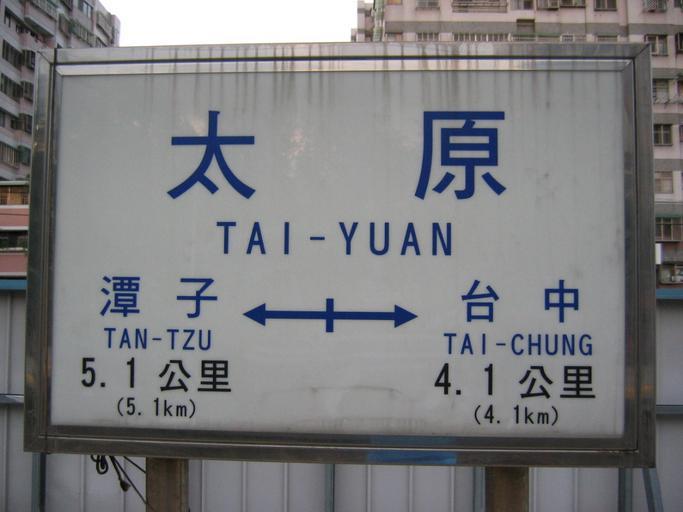 太 原
TAI-YUAN
潭 子 台 中
TAN-TZU TAI-CHUNG
5.1 公里 4.1 公里
(5.1km) (4.1km)